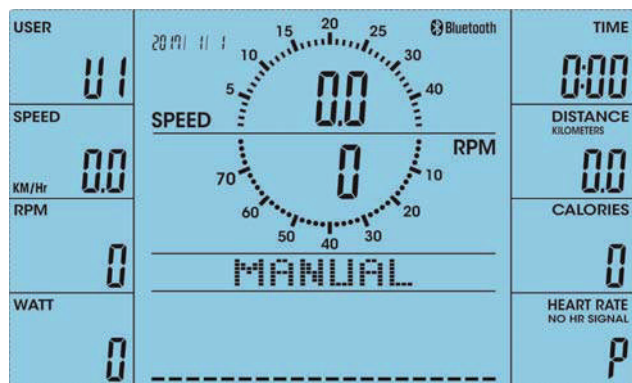 USER
U1
SPEED
KM/Hr 0.0
RPM
0
WATT
0
2017/ 1/ 1
Bluetooth
5 10 15 20 25 30 40
SPEED 0.0
RPM
0
70 60 50 40 30 20 10
MANUAL
TIME
0:00
DISTANCE
KILOMETERS
0.0
CALORIES
0
HEART RATE
NO HR SIGNAL
P